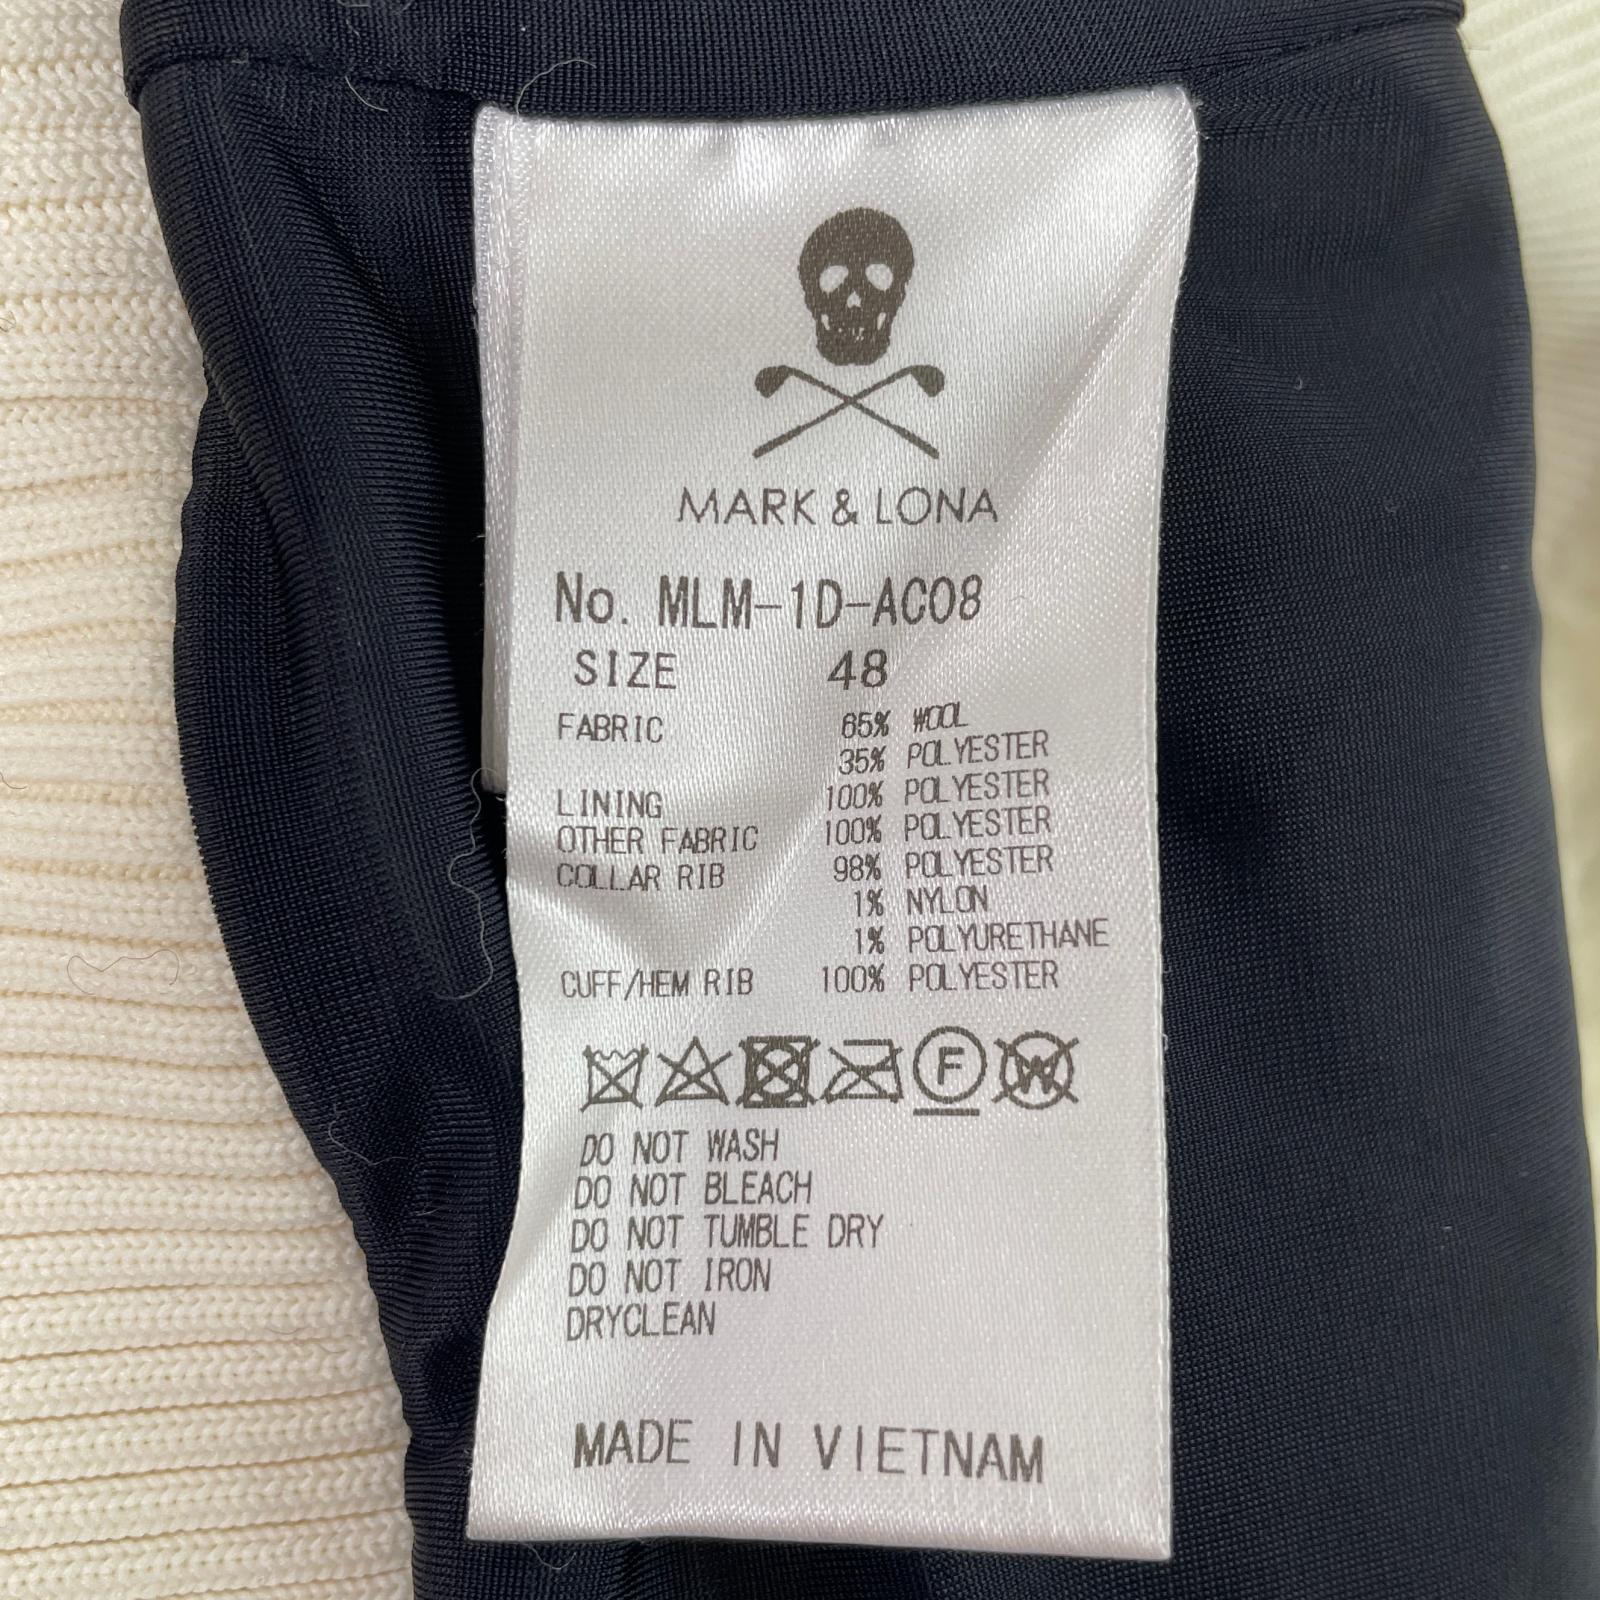 MARK & LONA
No. MLM-1D-AC08
SIZE 48
FABRIC 65% WOOL
35% POLYESTER
LINING 100% POLYESTER
OTHER FABRIC 100% POLYESTER
COLLAR RIB 98% POLYESTER
1% NYLON
1% POLYURETHANE
CUFF/HEM RIB 100% POLYESTER
F W
DO NOT WASH
DO NOT BLEACH
DO NOT TUMBLE DRY
DO NOT IRON
DRYCLEAN
MADE IN VIETNAM